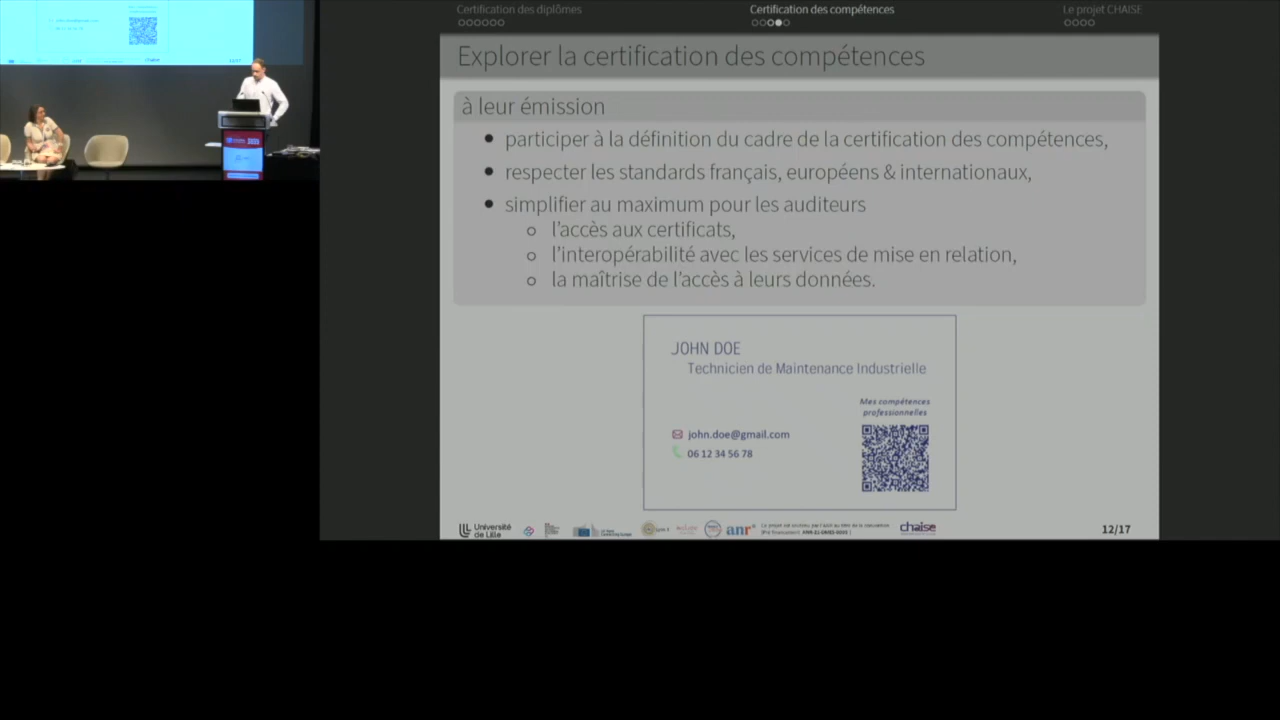 Certification des diplômes
Certification des compétences
Le projet CHAISE
Explorer la certification des compétences
à leur émission
participer à la définition du cadre de la certification des compétences,
respecter les standards français, européens & internationaux,
simplifier au maximum pour les auditeurs
l'accès aux certificats,
l'interopérabilité avec les services de mise en relation,
la maîtrise de l'accès à leurs données.
JOHN DOE
Technicien de Maintenance Industrielle
Mes compétences
professionnelles
john.doe@gmail.com
06 12 34 56 78
Université
de Lille
anr
chaise
12/17